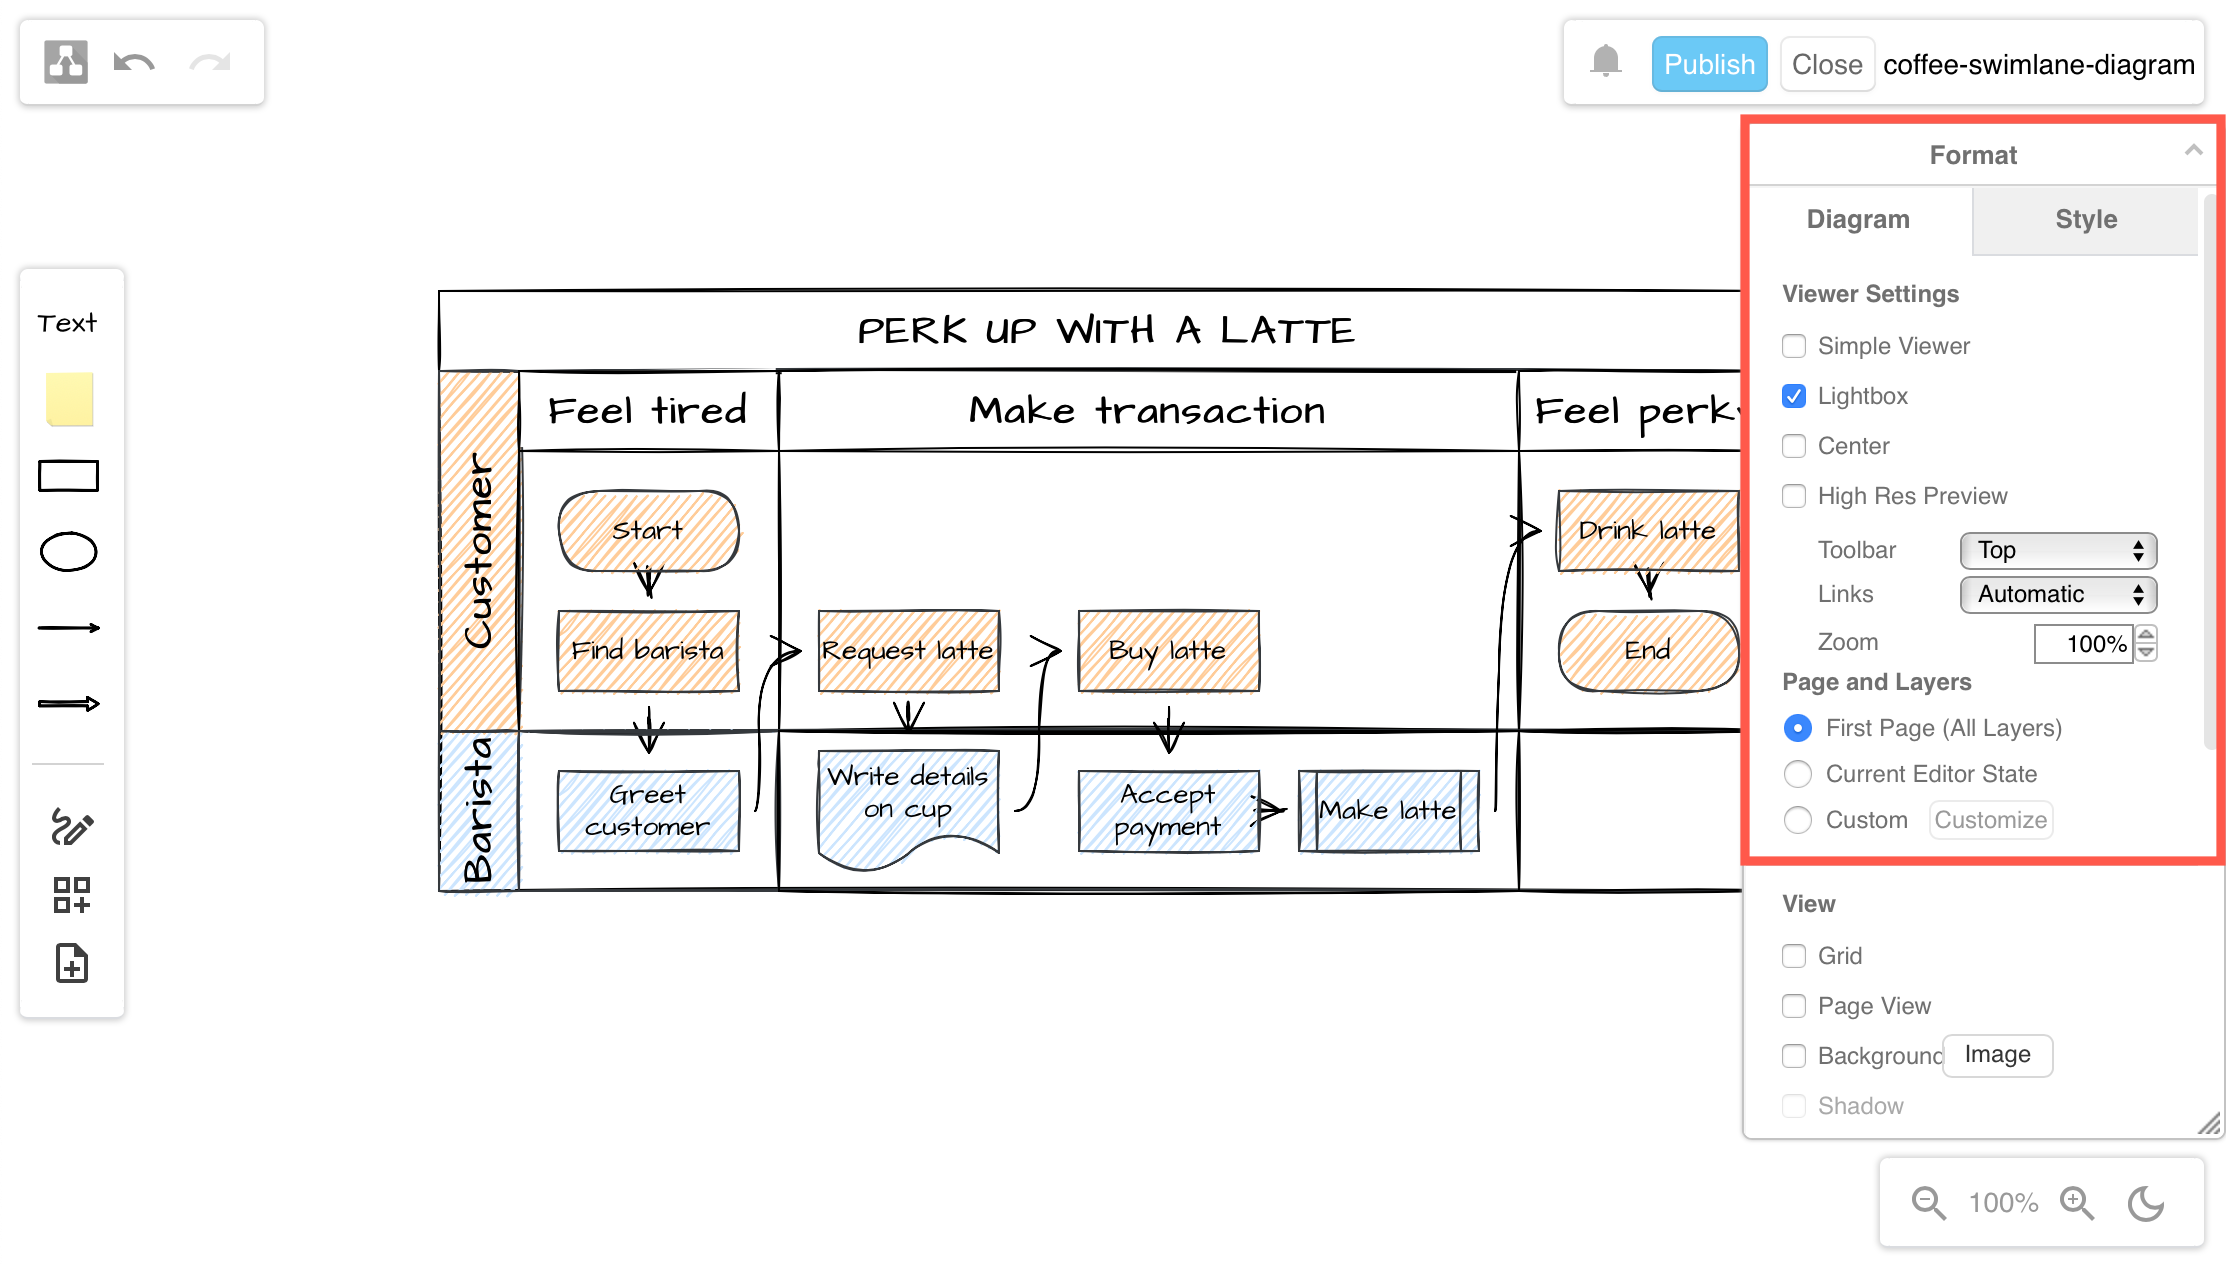 Publish
Close
coffee-swimlane-diagram
Format
Diagram
Style
Viewer Settings
Simple Viewer
Lightbox
Center
High Res Preview
Toolbar
Top
Links
Automatic
Zoom
100%
Page and Layers
First Page (All Layers)
Current Editor State
Custom
Customize
View
Grid
Page View
Background
Image
Shadow
100%
Text
PERK UP WITH A LATTE
Feel tired
Make transaction
Feel perk
Customer
Start
Drink latte
Find barista
Request latte
Buy latte
End
Barista
Greet
customer
Write details
on cup
Accept
payment
Make latte